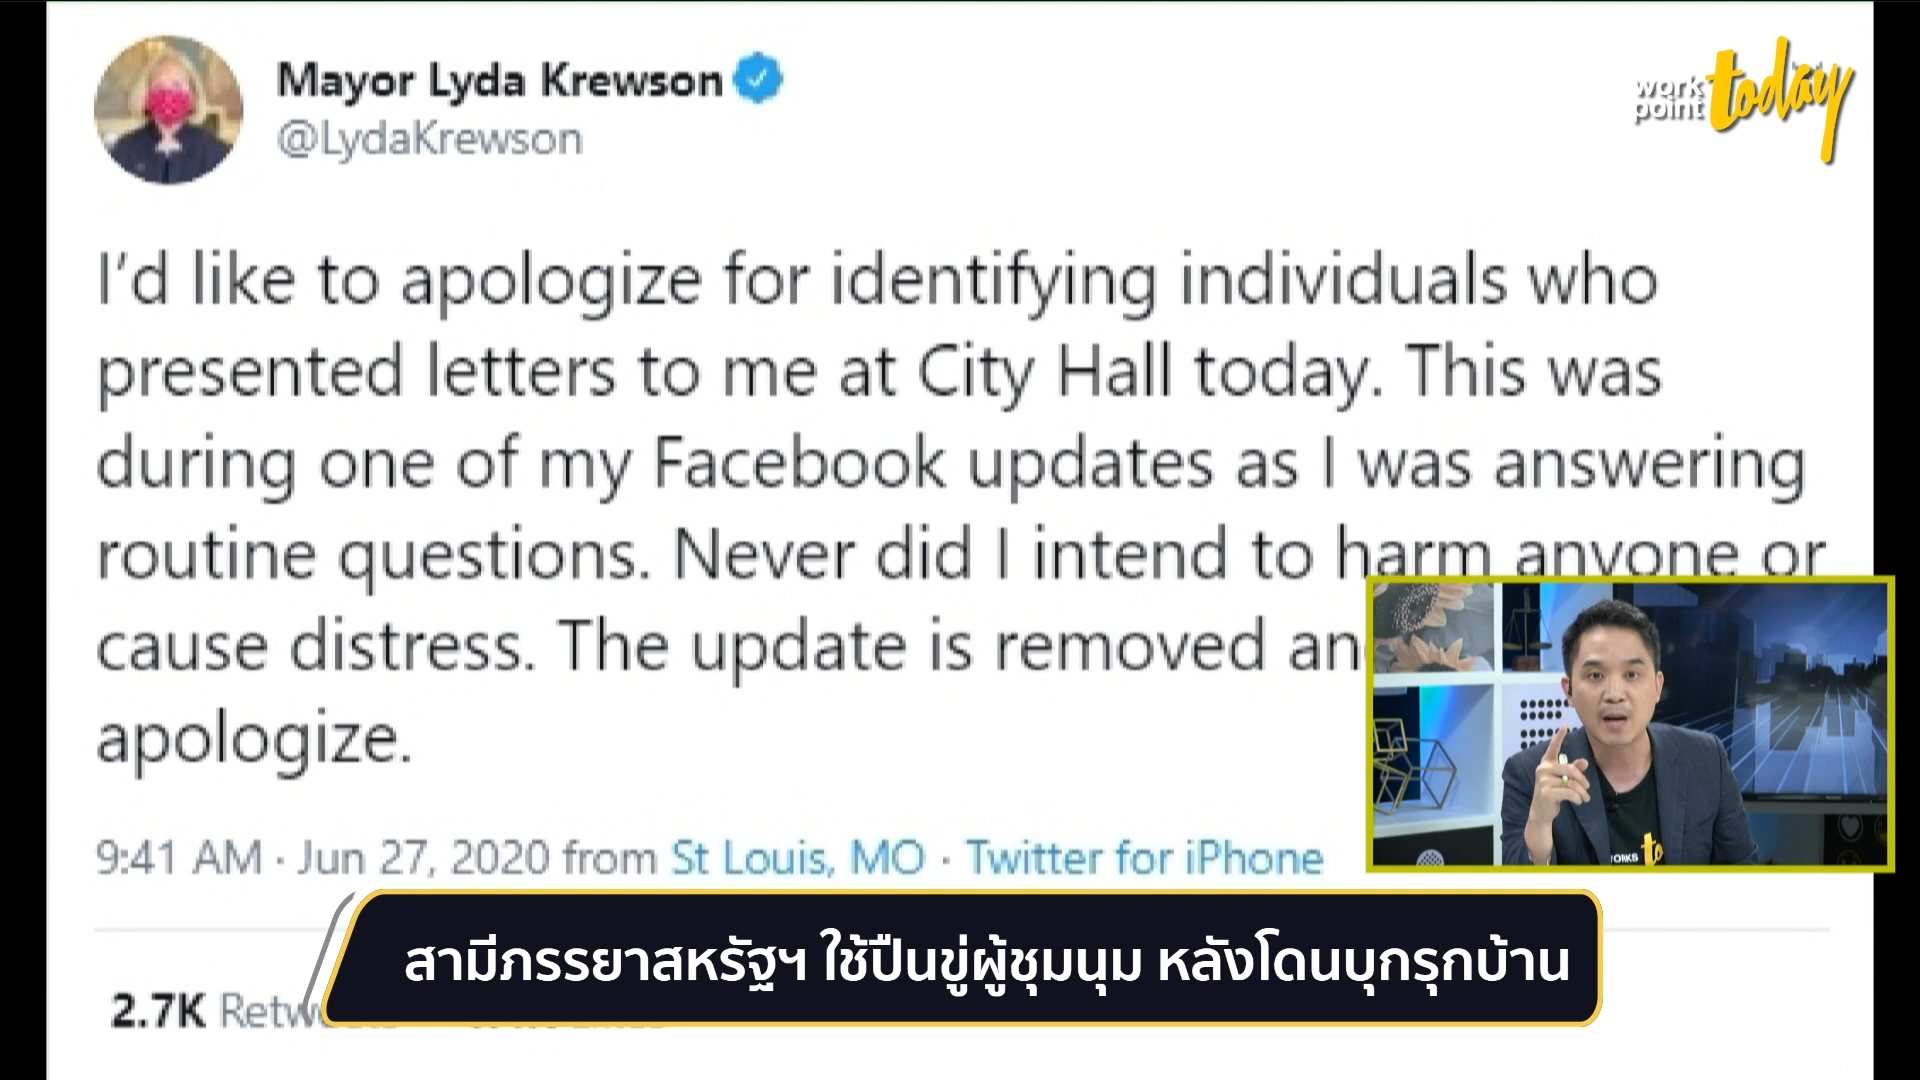 Mayor Lyda Krewson
@LydaKrewson
work
point today
I'd like to apologize for identifying individuals who
presented letters to me at City Hall today. This was
during one of my Facebook updates as I was answering
routine questions. Never did I intend to harm anyone or
cause distress. The update is removed an
apologize.
9:41 AM · Jun 27, 2020 from St Louis, MO · Twitter for iPhone
สามีภรรยาสหรัฐฯ ใช้ปืนขู่ผู้ชุมนุม หลังโดนบุกรุกบ้าน
2.7K